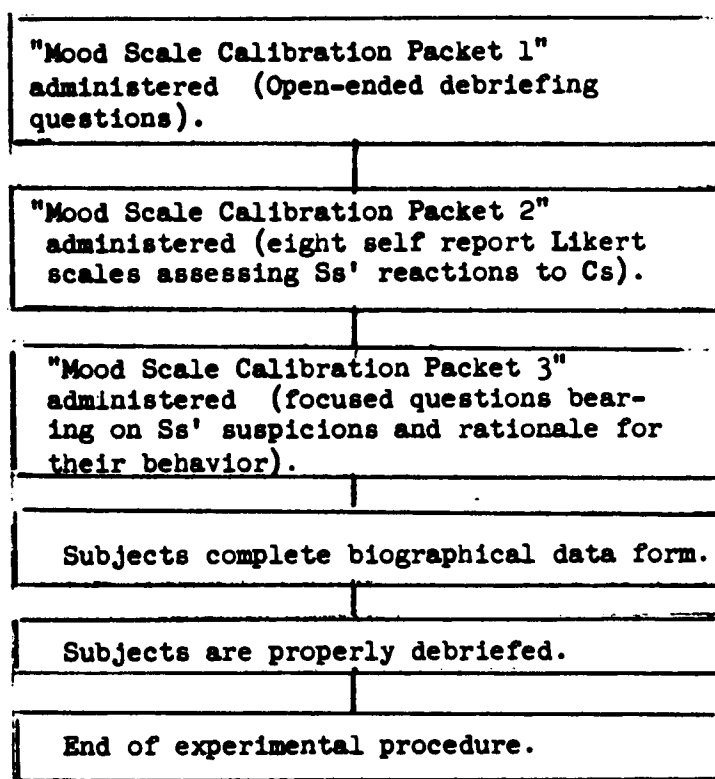 "Mood Scale Calibration Packet 1"
administered (Open-ended debriefing
questions).
"Mood Scale Calibration Packet 2"
administered (eight self report Likert
scales assessing Ss' reactions to Cs).
"Mood Scale Calibration Packet 3"
administered (focused questions bear-
ing on Ss' suspicions and rationale for
their behavior).
Subjects complete biographical data form.
Subjects are properly debriefed.
End of experimental procedure.